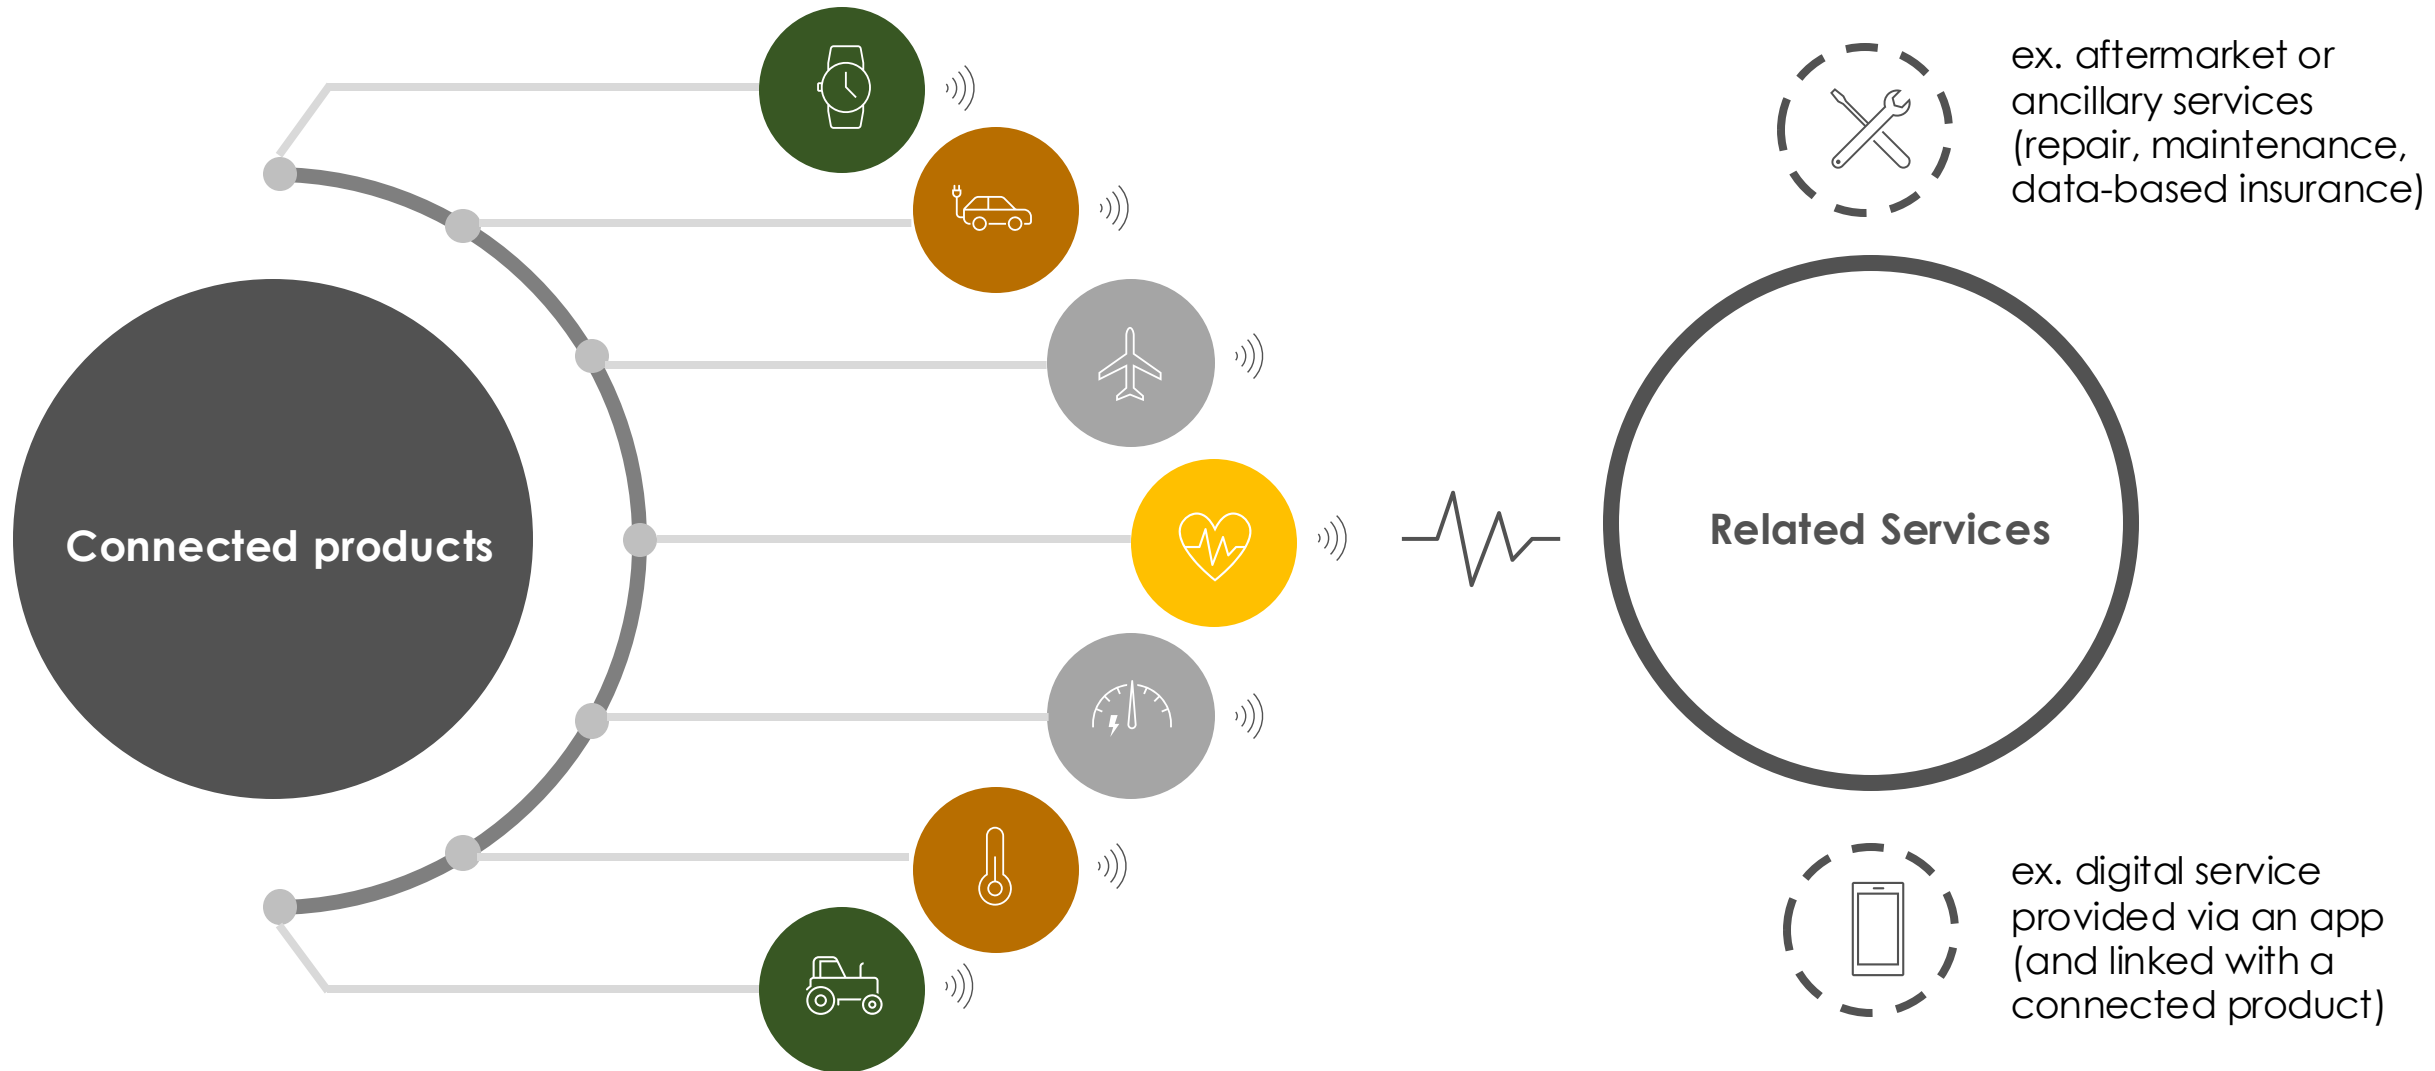 ex. aftermarket or
ancillary services
(repair, maintenance,
data-based insurance)
Connected products
Related Services
ex. digital service
provided via an app
(and linked with a
connected product)